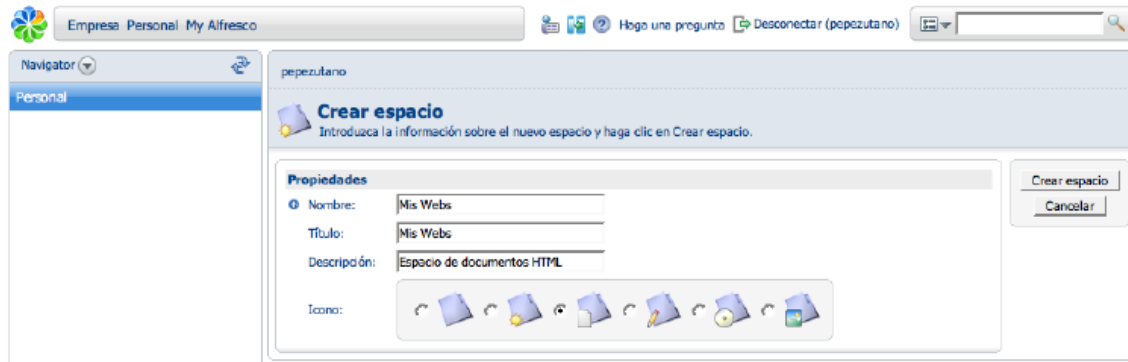 Empresa Personal My Alfresco
Haga una pregunta Desconectar (pepezutano)
Navigator
Personal
pepezutano
Crear espacio
Introduzca la información sobre el nuevo espacio y haga clic en Crear espacio.
Propiedades
Nombre: Mis Webs
Título: Mis Webs
Descripción: Espacio de documentos HTML
Icono:
Crear espacio
Cancelar